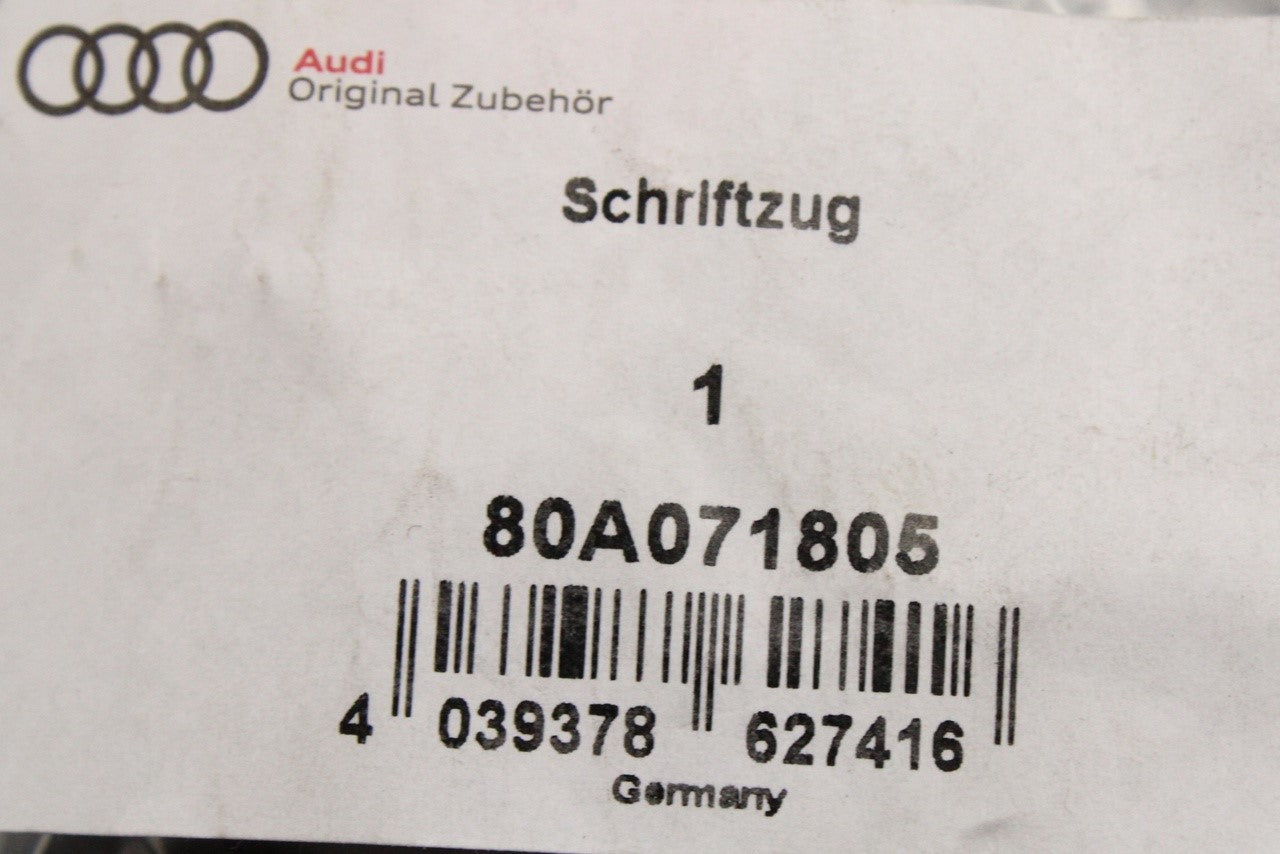 Audi
Original Zubehör
Schriftzug
1
80A071805
4 039378 627416
Germany